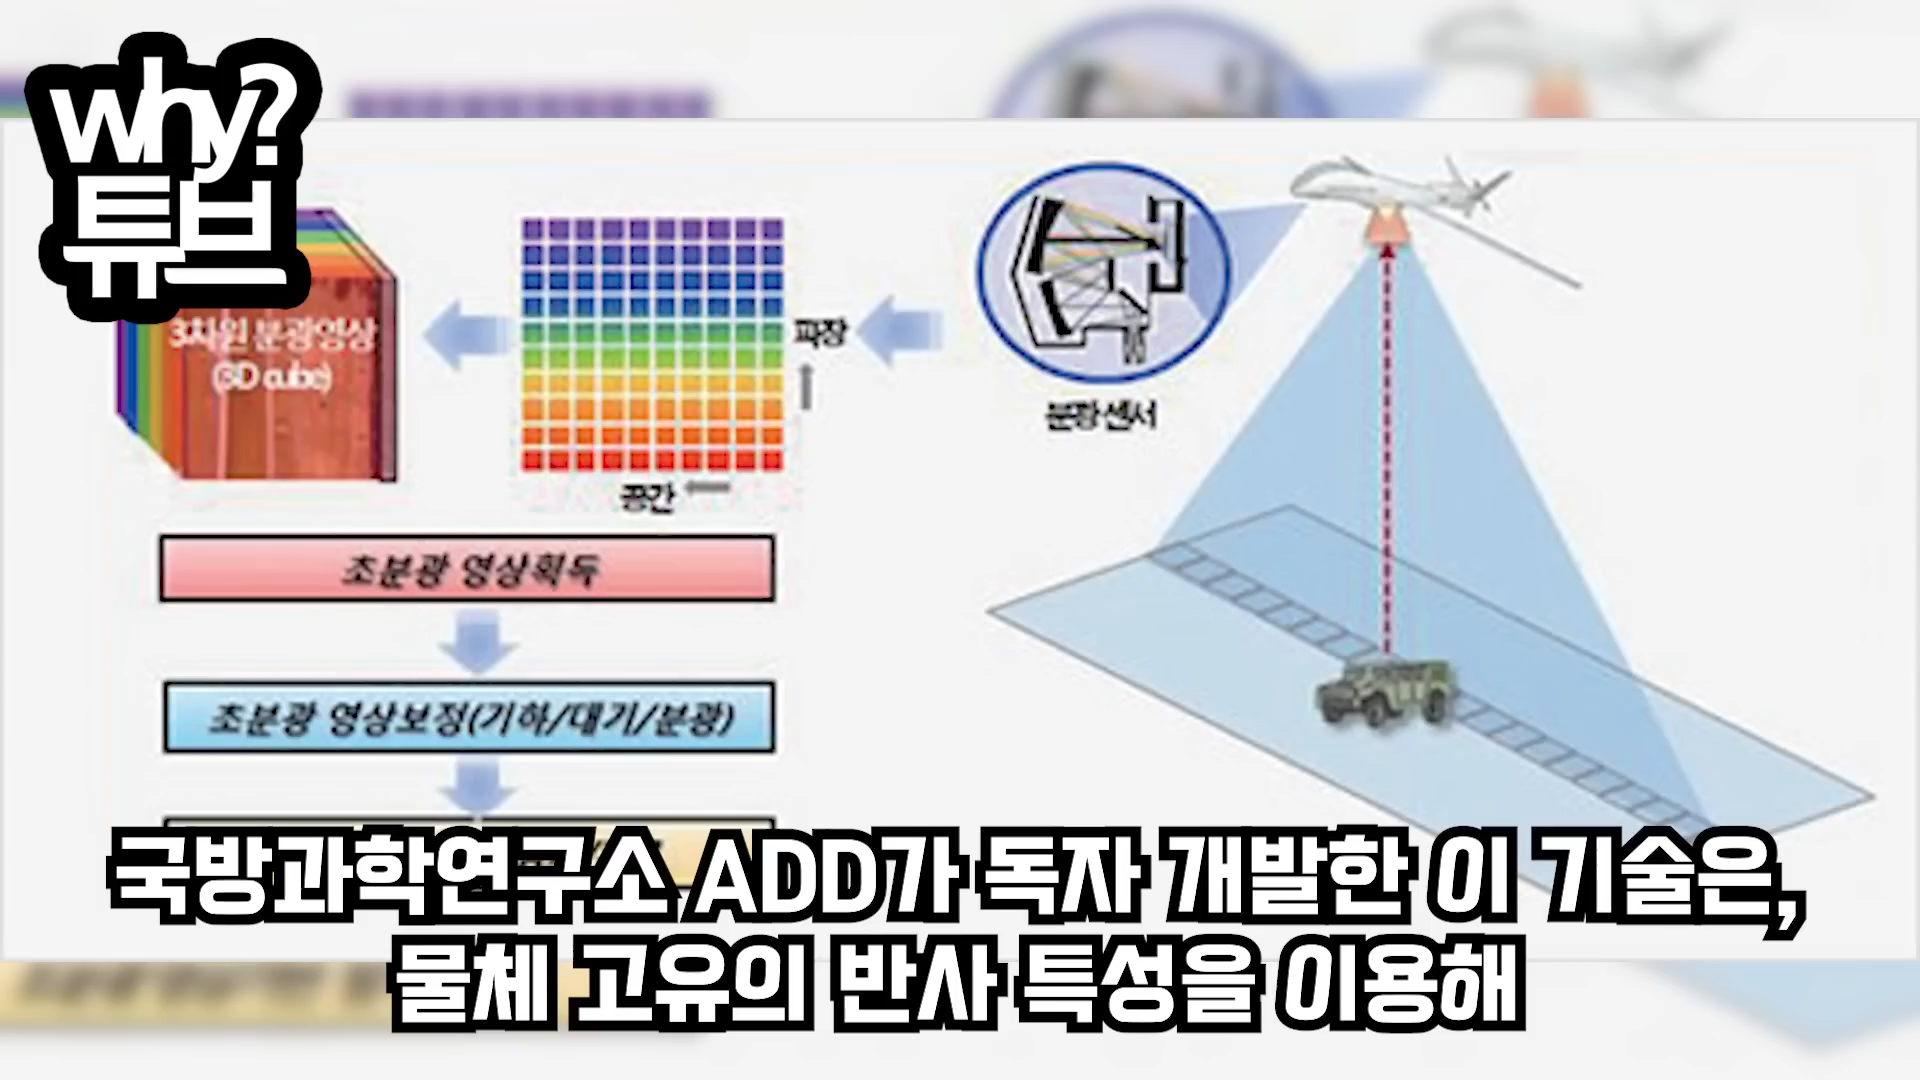 why?
튜브
3차원 분광영상
(3D cube)
파장
공간
분광센서
초분광 영상획득
초분광 영상보정(기하/대기/분광)
국방과학연구소 ADD가 독자 개발한 이 기술은,
물체 고유의 반사 특성을 이용해